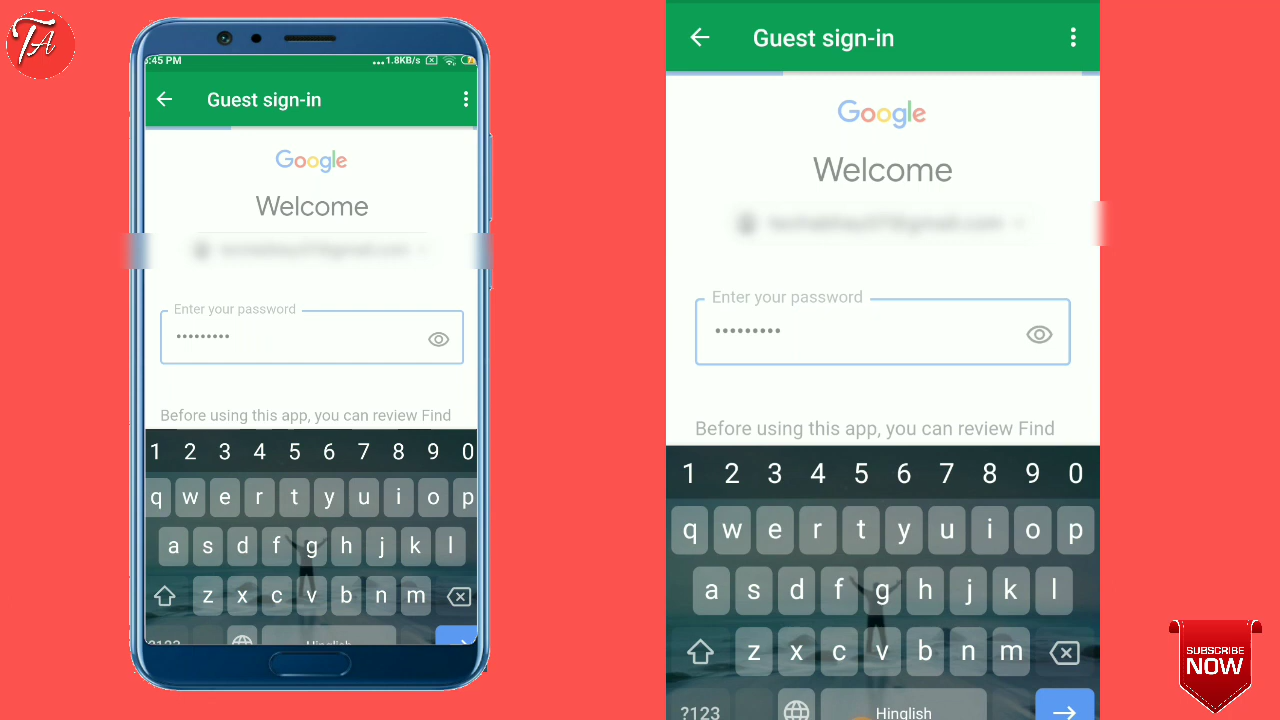 TA
:45 PM
...1.8KB/s
Guest sign-in
Google
Welcome
Enter your password
•••••••••
Before using this app, you can review Find
1 2 3 4 5 6 7 8 9 0
q w e r t y u i o p
a s d f g h j k l
z x c v b n m
?123
Hinglish
Guest sign-in
Google
Welcome
Enter your password
•••••••••
Before using this app, you can review Find
1 2 3 4 5 6 7 8 9 0
q w e r t y u i o p
a s d f g h j k l
z x c v b n m
?123
Hinglish
SUBSCRIBE
NOW